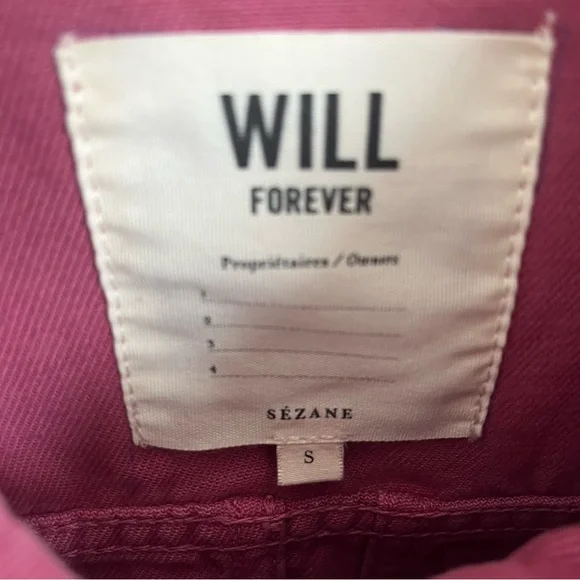 WILL
FOREVER
Propriétaires / Owners
1
2
3
4
SÉZANE
S